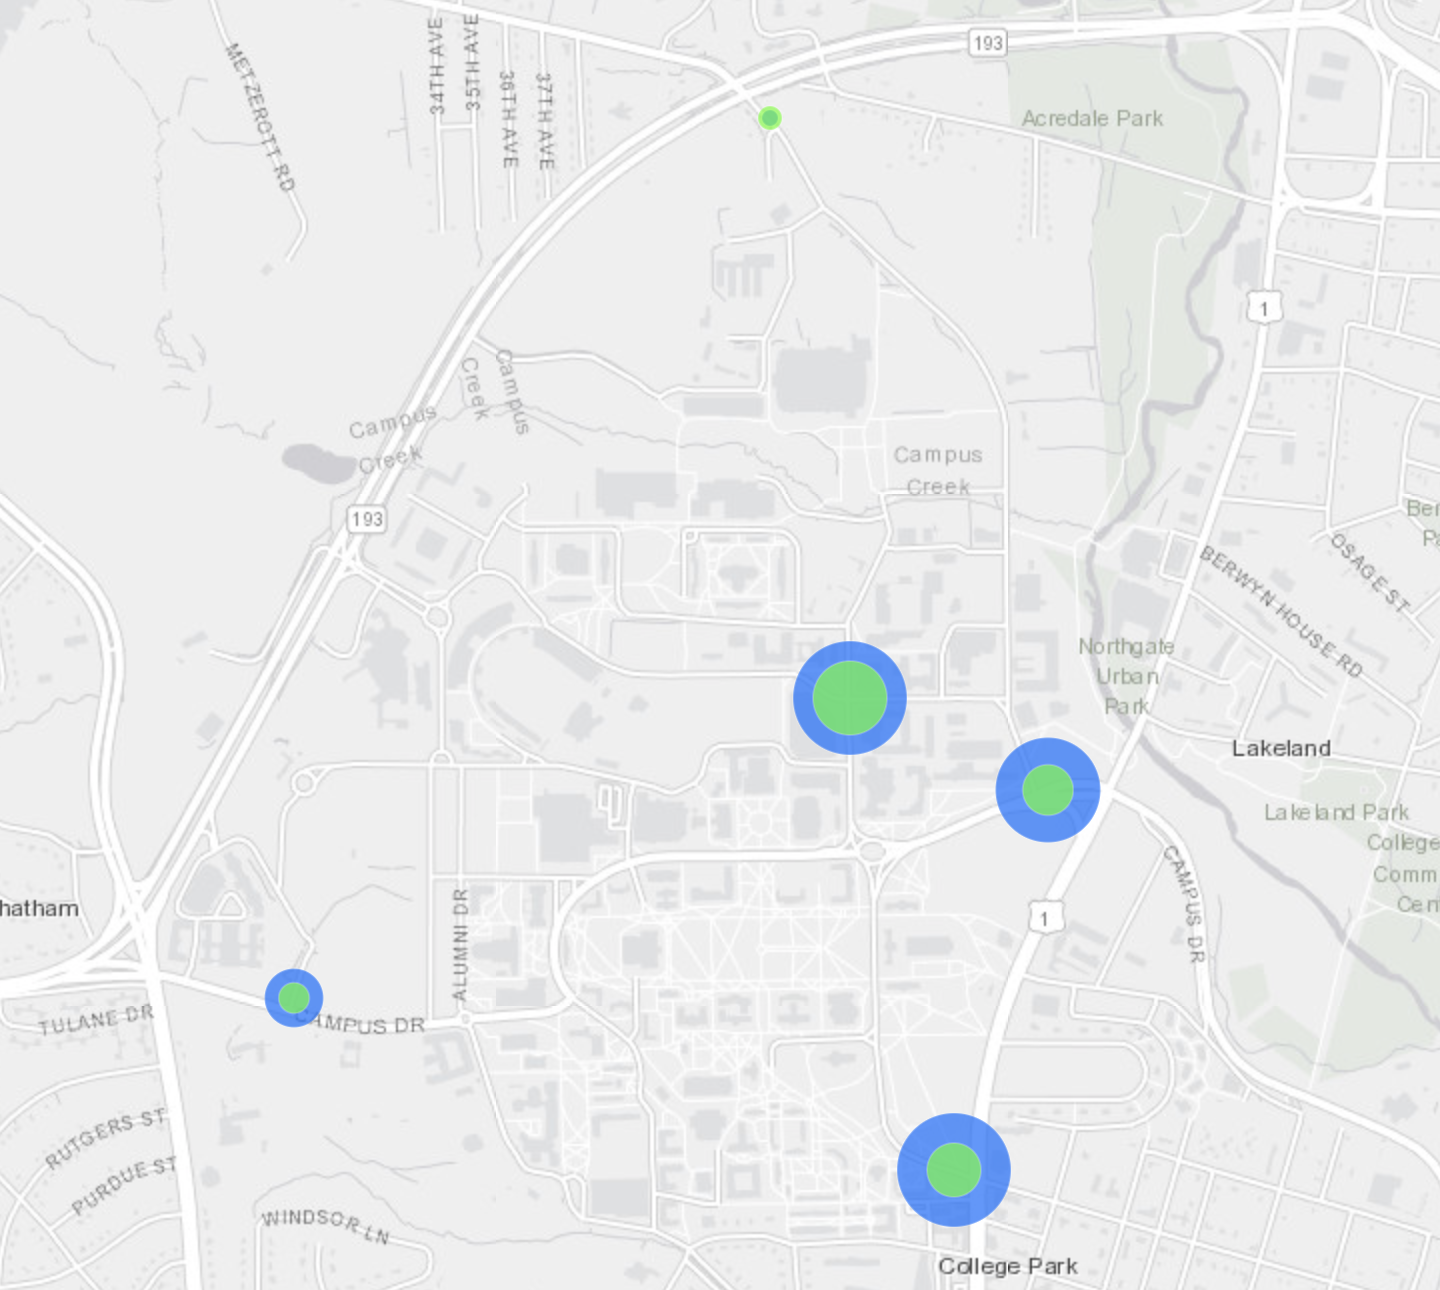 193
METZEROTT RD
34TH AVE
35TH AVE
36TH AVE
37TH AVE
Acredale Park
1
Campus
Creek
Campus
Creek
Campus
Creek
193
Ber
Pa
OSAGE ST
BERWYN HOUSE RD
Northgate
Urban
Park
Lakeland
Lakeland Park
College
Comm
Cen
CAMPUS DR
hatham
1
ALUMNI DR
TULANE DR
CAMPUS DR
RUTGERS ST
PURDUE ST
WINDSOR LN
College Park